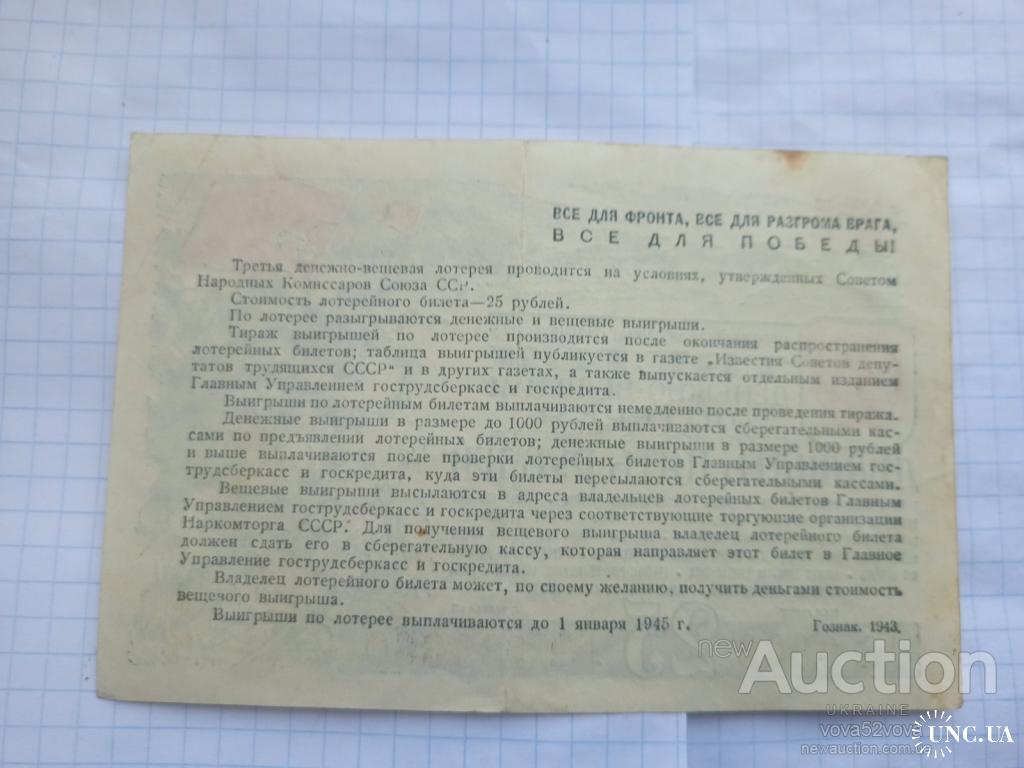 ВСЕ ДЛЯ ФРОНТА, ВСЕ ДЛЯ РАЗГРОМА ВРАГА,
ВСЕ ДЛЯ ПОБЕДЫ!
Третья денежно-вещевая лотерея проводится на условиях, утвержденных Советом
Народных Комиссаров Союза ССР.
Стоимость лотерейного билета—25 рублей.
По лотерее разыгрываются денежные и вещевые выигрыши.
Тираж выигрышей по лотерее производится после окончания распространения
лотерейных билетов; таблица выигрышей публикуется в газете „Известия Советов депу-
татов трудящихся СССР“ и в других газетах, а также выпускается отдельным изданием
Главным Управлением гострудсберкасс и госкредита.
Выигрыши по лотерейным билетам выплачиваются немедленно после проведения тиража.
Денежные выигрыши в размере до 1000 рублей выплачиваются сберегательными кас-
сами по предъявлении лотерейных билетов; денежные выигрыши в размере 1000 рублей
и выше выплачиваются после проверки лотерейных билетов Главным Управлением гос-
трудсберкасс и госкредита, куда эти билеты пересылаются сберегательными кассами.
Вещевые выигрыши высылаются в адреса владельцев лотерейных билетов Главным
Управлением гострудсберкасс и госкредита через соответствующие торгующие организации
Наркомторга СССР. Для получения вещевого выигрыша владелец лотерейного билета
должен сдать его в сберегательную кассу, которая направляет этот билет в Главное
Управление гострудсберкасс и госкредита.
Владелец лотерейного билета может, по своему желанию, получить деньгами стоимость
вещевого выигрыша.
Выигрыши по лотерее выплачиваются до 1 января 1945 г. Гознак. 1943.
newAuction
UKRAINE
vova52vova
newauction.com.ua
UNC.UA